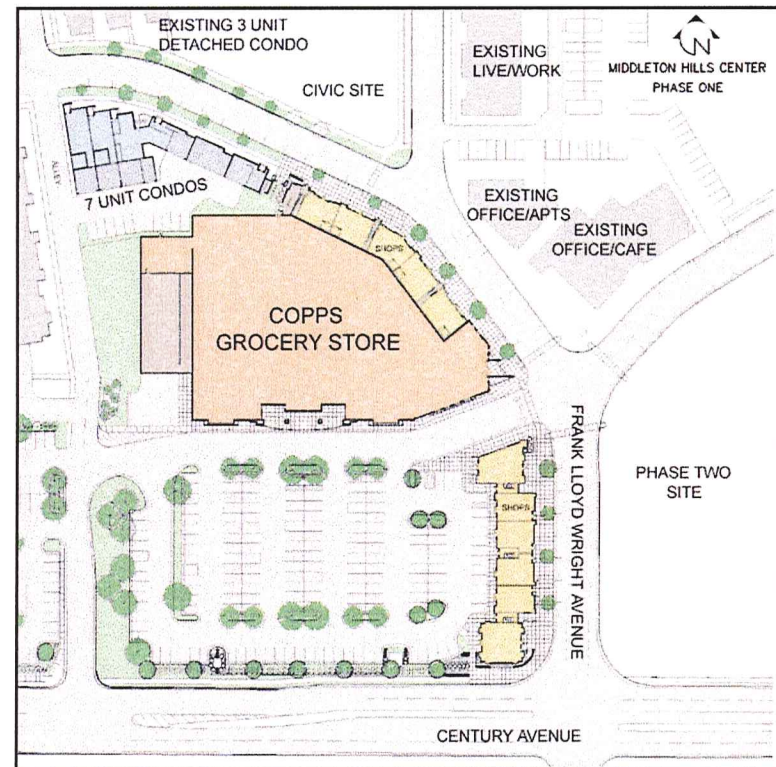 EXISTING 3 UNIT
DETACHED CONDO
CIVIC SITE
EXISTING
LIVE/WORK
N
MIDDLETON HILLS CENTER
PHASE ONE
ALLEY
7 UNIT CONDOS
EXISTING
OFFICE/APTS
EXISTING
OFFICE/CAFE
SHOPS
COPPS
GROCERY STORE
FRANK LLOYD WRIGHT AVENUE
PHASE TWO
SITE
SHOPS
CENTURY AVENUE